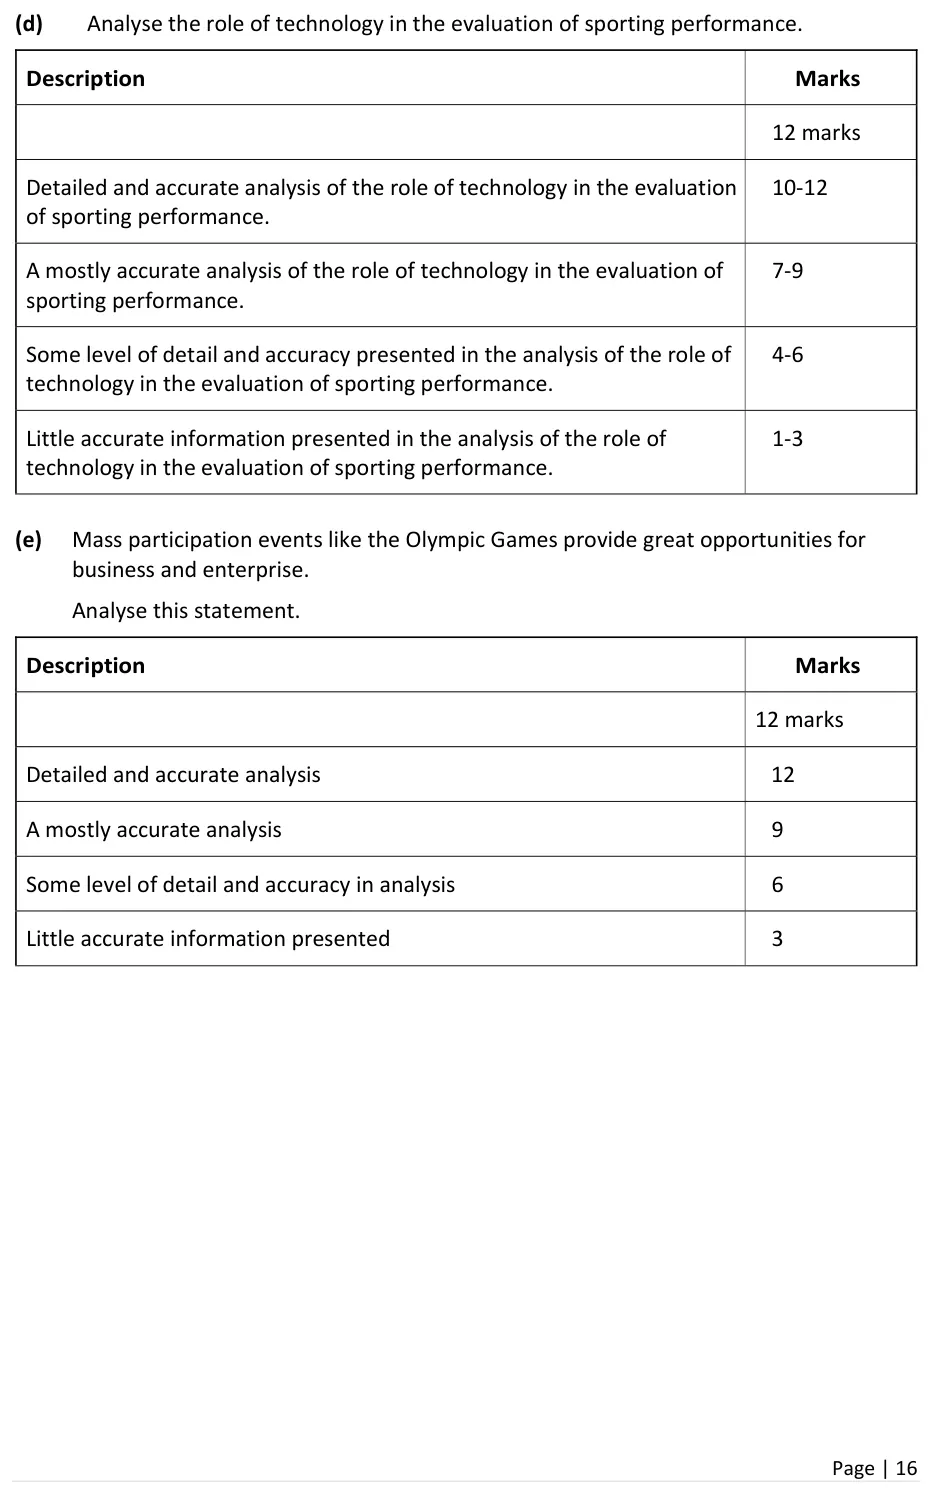 (d) Analyse the role of technology in the evaluation of sporting performance.
Description Marks
12 marks
Detailed and accurate analysis of the role of technology in the evaluation 10-12
of sporting performance.
A mostly accurate analysis of the role of technology in the evaluation of 7-9
sporting performance.
Some level of detail and accuracy presented in the analysis of the role of 4-6
technology in the evaluation of sporting performance.
Little accurate information presented in the analysis of the role of 1-3
technology in the evaluation of sporting performance.
(e) Mass participation events like the Olympic Games provide great opportunities for
business and enterprise.
Analyse this statement.
Description Marks
12 marks
Detailed and accurate analysis 12
A mostly accurate analysis 9
Some level of detail and accuracy in analysis 6
Little accurate information presented 3
Page | 16